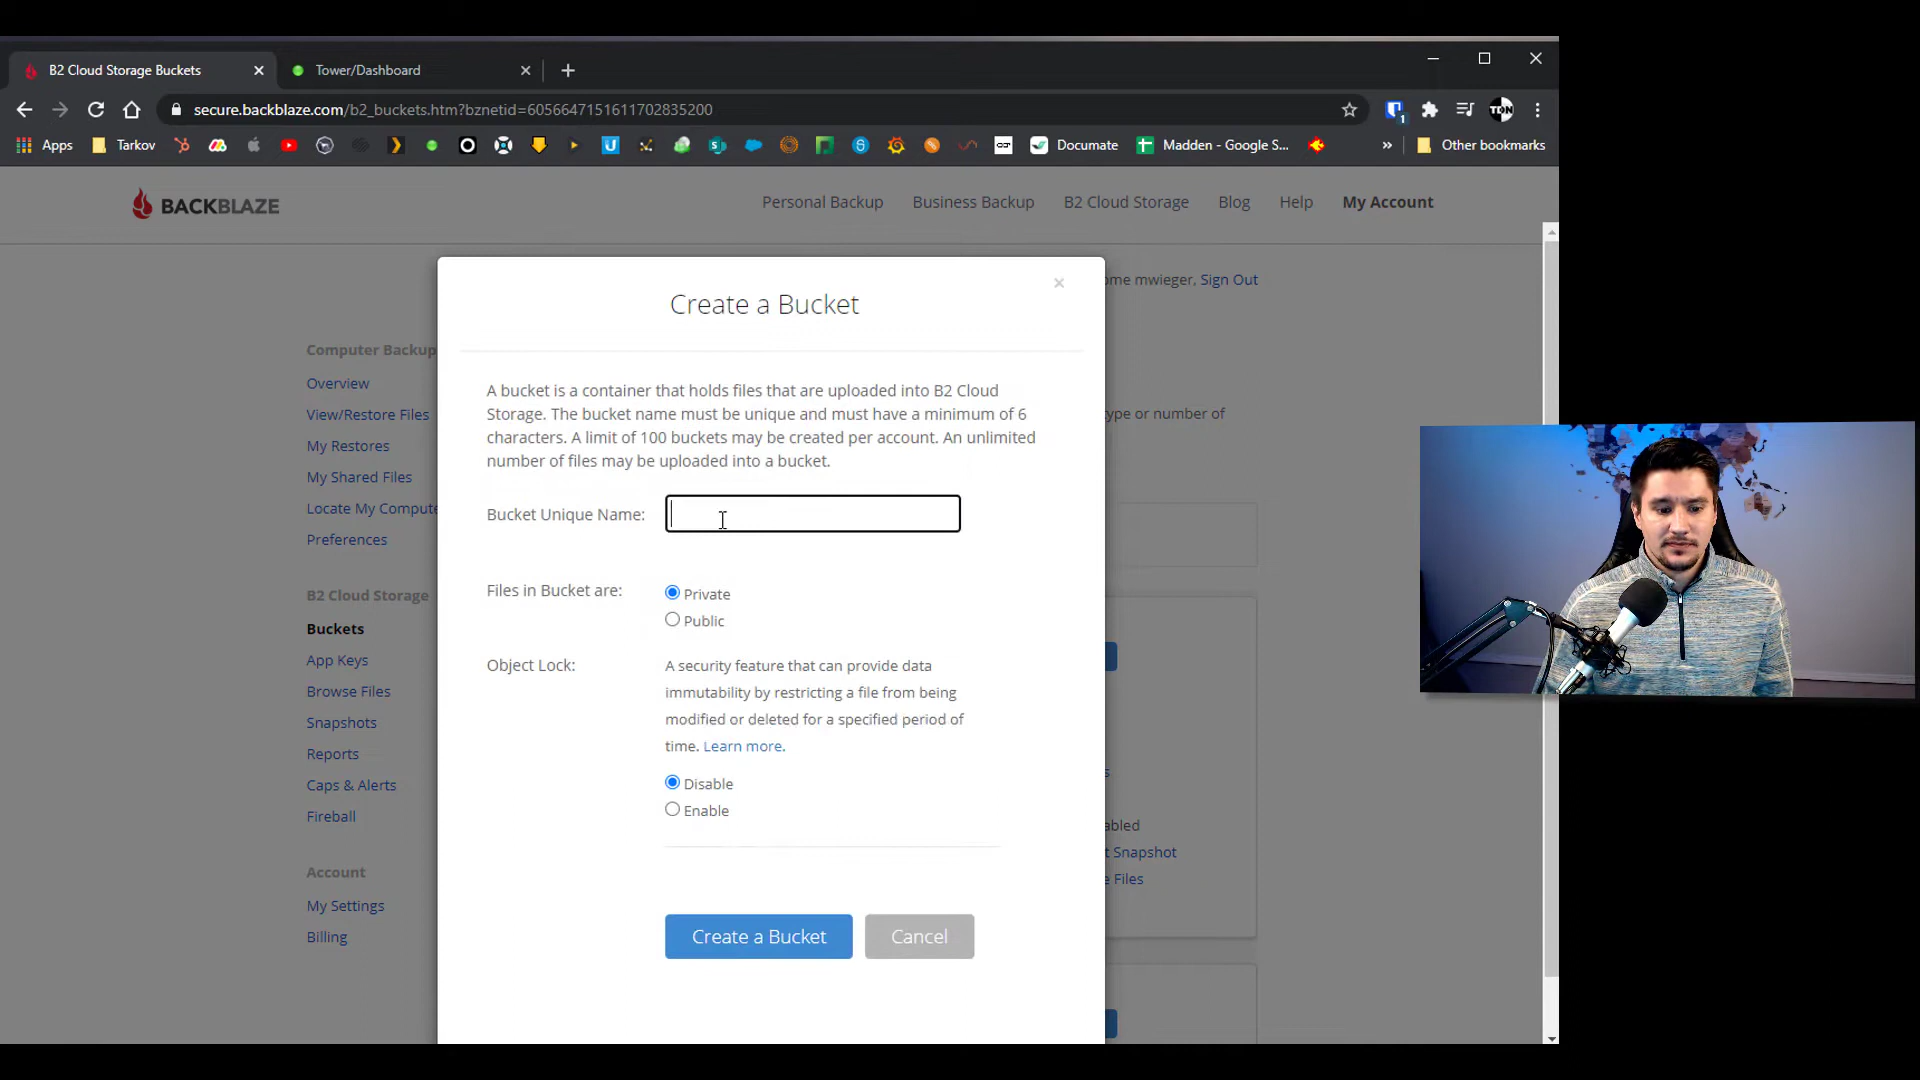 B2 Cloud Storage Buckets
Tower/Dashboard
secure.backblaze.com/b2_buckets.htm?bznetid=6056647151611702835200
1
TDN
Apps
Tarkov
Documate
Madden - Google S...
»
Other bookmarks
BACKBLAZE
Personal Backup
Business Backup
B2 Cloud Storage
Blog
Help
My Account
ome mwieger, Sign Out
Create a Bucket
×
Computer Backup
Overview
View/Restore Files
My Restores
My Shared Files
Locate My Compute
Preferences
B2 Cloud Storage
Buckets
App Keys
Browse Files
Snapshots
Reports
Caps & Alerts
Fireball
Account
My Settings
Billing
A bucket is a container that holds files that are uploaded into B2 Cloud
Storage. The bucket name must be unique and must have a minimum of 6
characters. A limit of 100 buckets may be created per account. An unlimited
number of files may be uploaded into a bucket.
Bucket Unique Name:
Files in Bucket are:
Private
Public
Object Lock:
A security feature that can provide data
immutability by restricting a file from being
modified or deleted for a specified period of
time. Learn more.
Disable
Enable
Create a Bucket
Cancel
type or number of
s
abled
t Snapshot
e Files